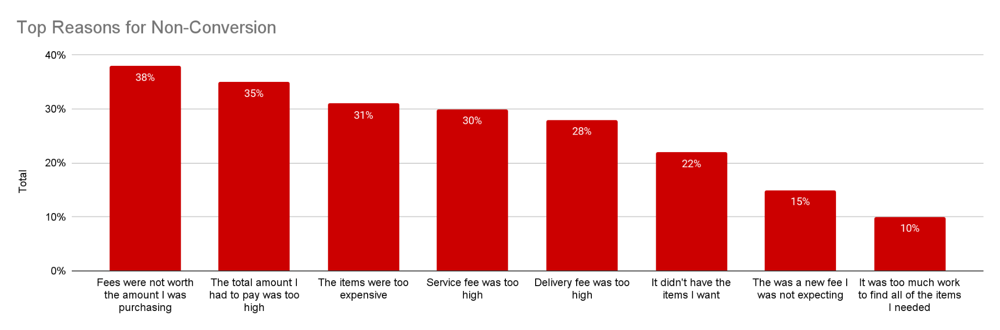 Top Reasons for Non-Conversion
40%
30%
20%
10%
0%
Total
38%
35%
31%
30%
28%
22%
15%
10%
Fees were not worth
the amount I was
purchasing
The total amount I
had to pay was too
high
The items were too
expensive
Service fee was too
high
Delivery fee was too
high
It didn't have the
items I want
The was a new fee I
was not expecting
It was too much work
to find all of the items
I needed